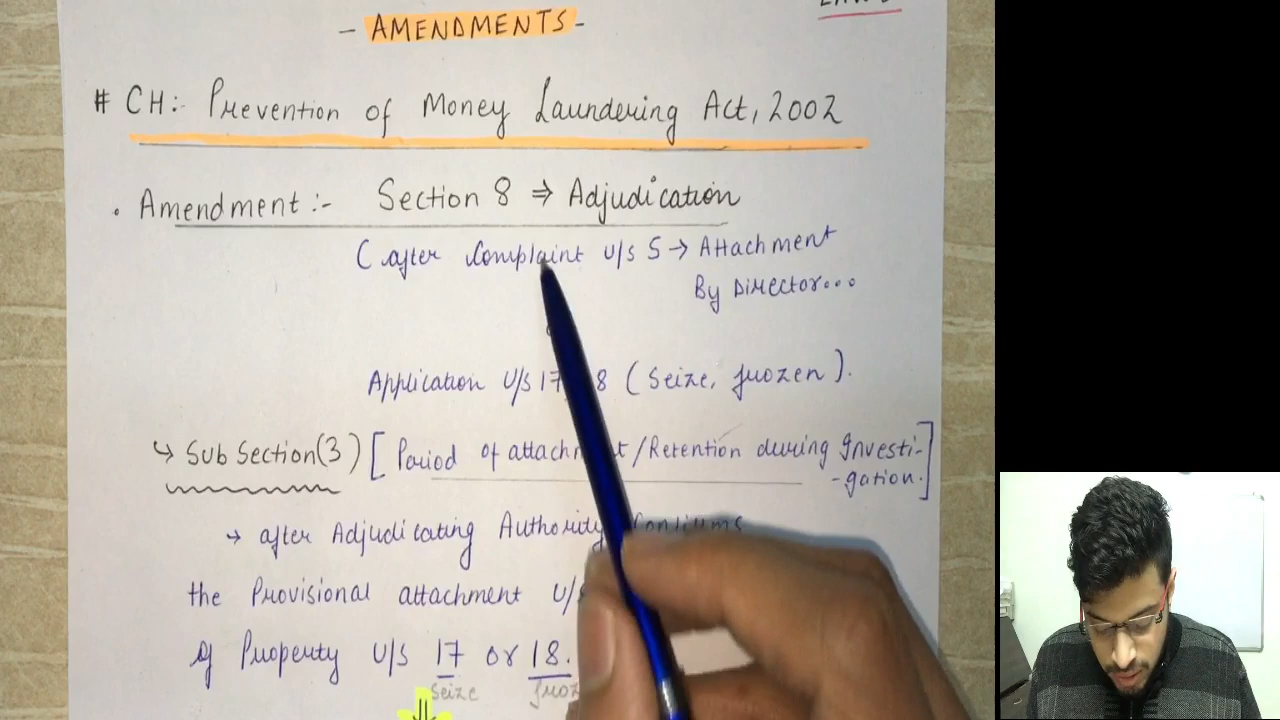 - AMENDMENTS -
# CH:- Prevention of Money Laundering Act, 2002
. Amendment :- Section 8 ⇒ Adjudication
( after Complaint U/s 5 → Attachment
By Director...
Application U/s 17, 8 ( Seize, frozen ).
↳ Sub Section (3) [ Period of attach t / Retention during Investi-
-gation. ]
→ after Adjudicating Authority Confirms
the Provisional attachment U/s
of Property U/s 17 or 18.
Seize
⇓